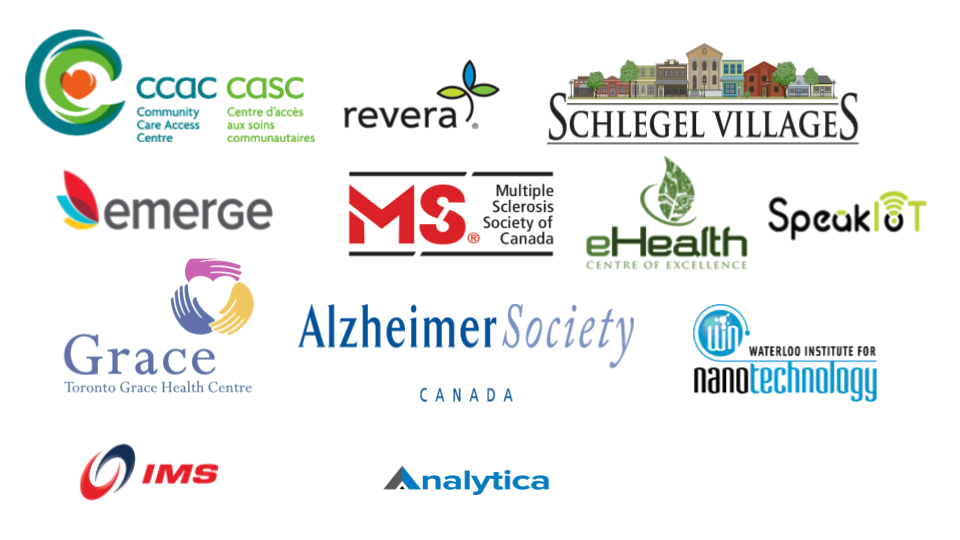 ccac casc
Community
Care Access
Centre
Centre d'accès
aux soins
communautaires
revera®
SCHLEGEL VILLAGES
emerge
MS®
Multiple
Sclerosis
Society of
Canada
eHealth
CENTRE OF EXCELLENCE
SpeakIoT
Grace
Toronto Grace Health Centre
Alzheimer Society
CANADA
WIN
WATERLOO INSTITUTE FOR
nanotechnology
IMS
Analytica